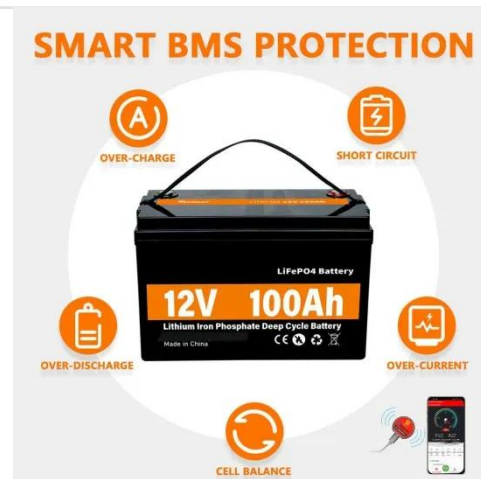 SMART BMS PROTECTION
OVER-CHARGE
SHORT CIRCUIT
LiFePO4 Battery
12V 100Ah
Lithium Iron Phosphate Deep Cycle Battery
Made in China
CE
OVER-DISCHARGE
OVER-CURRENT
CELL BALANCE